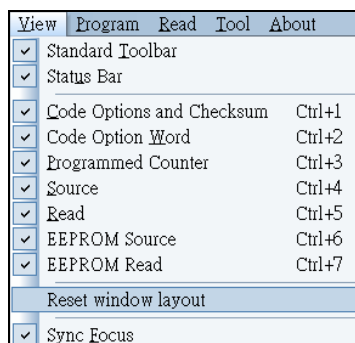 View Program Read Tool About
Standard Toolbar
Status Bar
Code Options and Checksum Ctrl+1
Code Option Word Ctrl+2
Programmed Counter Ctrl+3
Source Ctrl+4
Read Ctrl+5
EEPROM Source Ctrl+6
EEPROM Read Ctrl+7
Reset window layout
Sync Focus